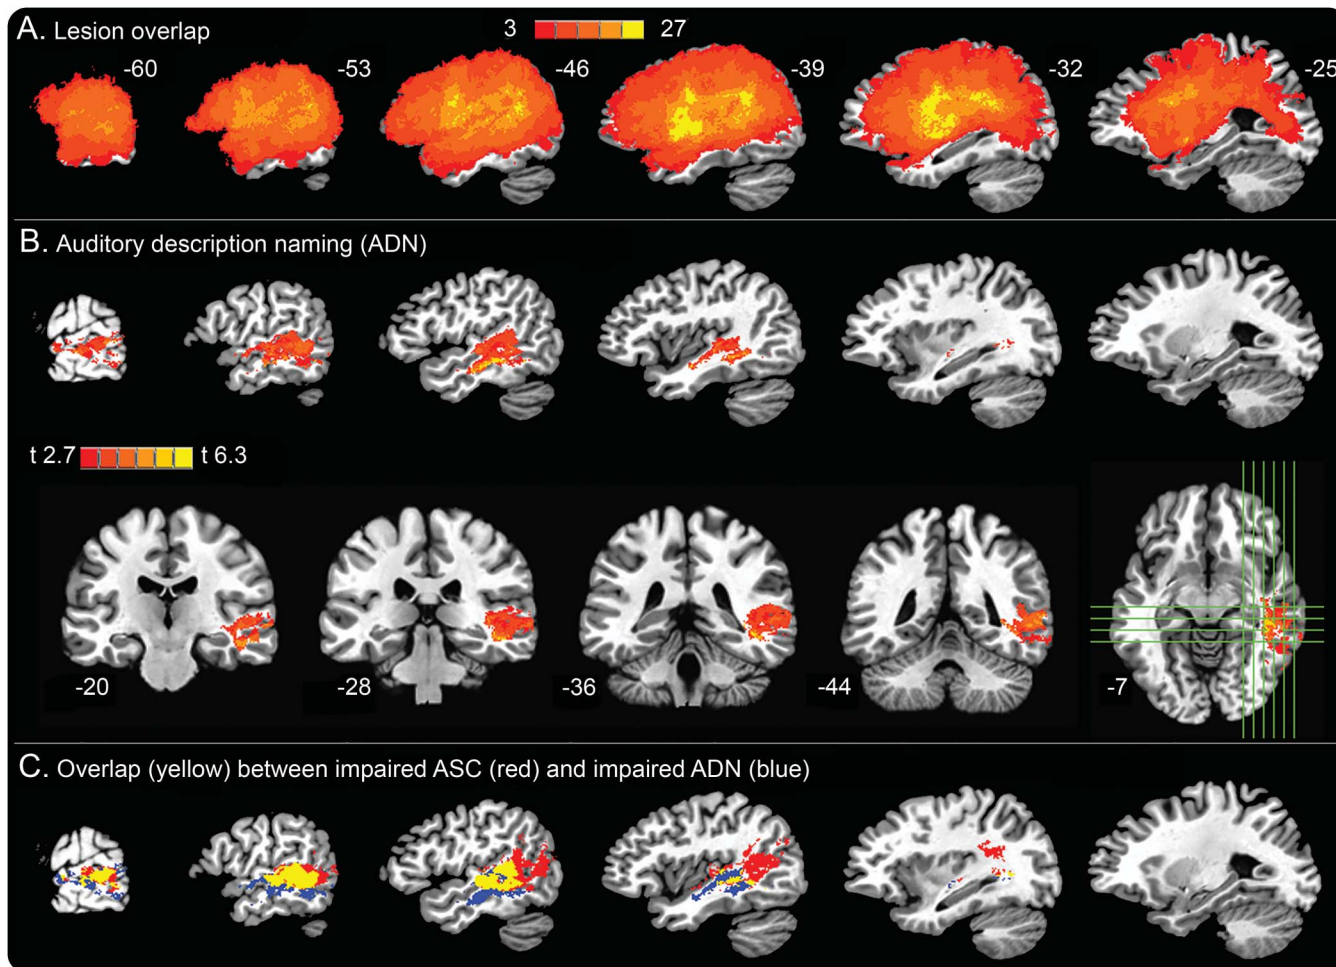 A. Lesion overlap 3 27
-60 -53 -46 -39 -32 -25
B. Auditory description naming (ADN)
t 2.7 t 6.3
-20 -28 -36 -44 -7
C. Overlap (yellow) between impaired ASC (red) and impaired ADN (blue)